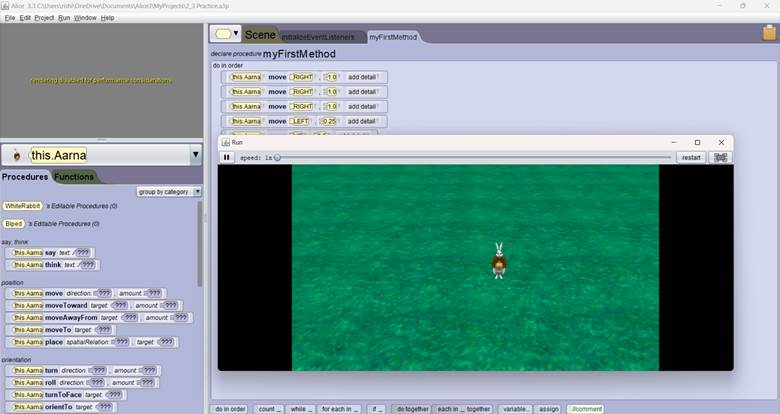 Alice 3.3 C:\Users\rishi\OneDrive\Documents\Alice3\MyProjects\2_3 Practice.a3p
File Edit Project Run Window Help
Scene initializeEventListeners myFirstMethod
declare procedure myFirstMethod
do in order
this.Aarna move RIGHT , 1.0 add detail
this.Aarna move RIGHT , 1.0 add detail
this.Aarna move RIGHT , 1.0 add detail
this.Aarna move LEFT , 0.25 add detail
rendering disabled for performance considerations
this.Aarna
Procedures Functions
group by category
WhiteRabbit 's Editable Procedures (0)
Biped 's Editable Procedures (0)
say, think
this.Aarna say text: ???
this.Aarna think text: ???
position
this.Aarna move direction: ??? , amount: ???
this.Aarna moveToward target: ??? , amount: ???
this.Aarna moveAwayFrom target: ??? , amount: ???
this.Aarna moveTo target: ???
this.Aarna place spatialRelation: ??? , target: ???
orientation
this.Aarna turn direction: ??? , amount: ???
this.Aarna roll direction: ??? , amount: ???
this.Aarna turnToFace target: ???
this.Aarna orientTo target: ???
Run
speed: 1x
restart
do in order count _ while _ for each in _ if _ do together each in _ together variable... assign //comment